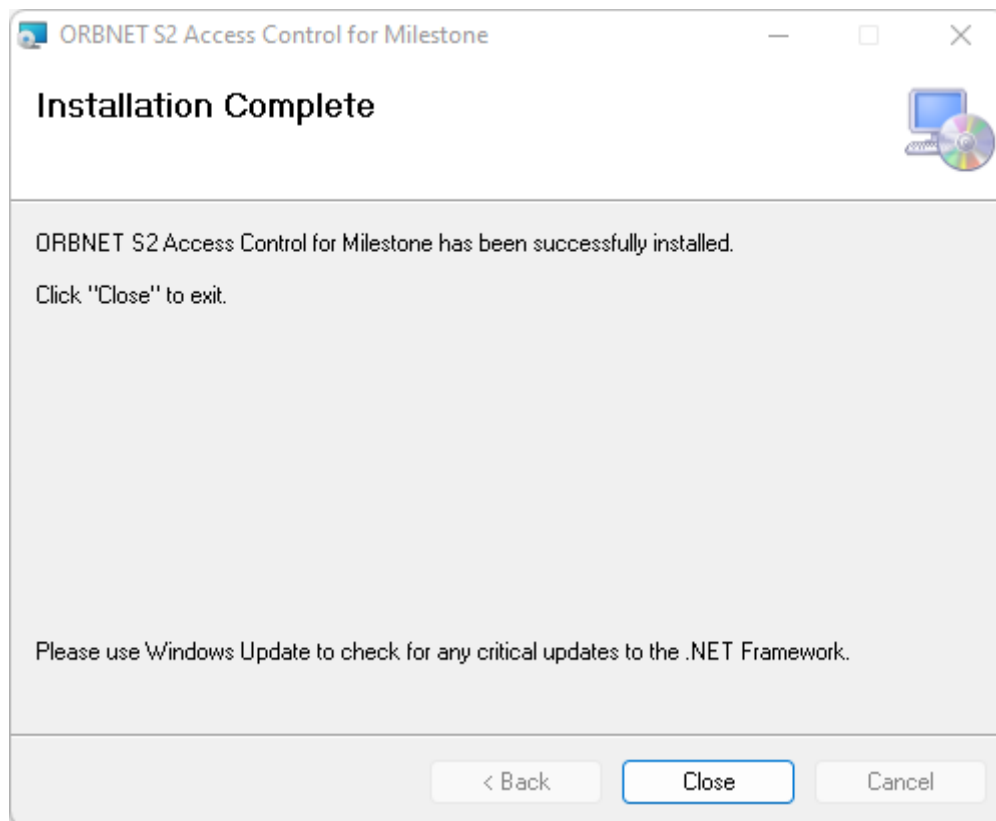 ORBNET S2 Access Control for Milestone
Installation Complete
ORBNET S2 Access Control for Milestone has been successfully installed.
Click "Close" to exit.
Please use Windows Update to check for any critical updates to the .NET Framework.
< Back Close Cancel